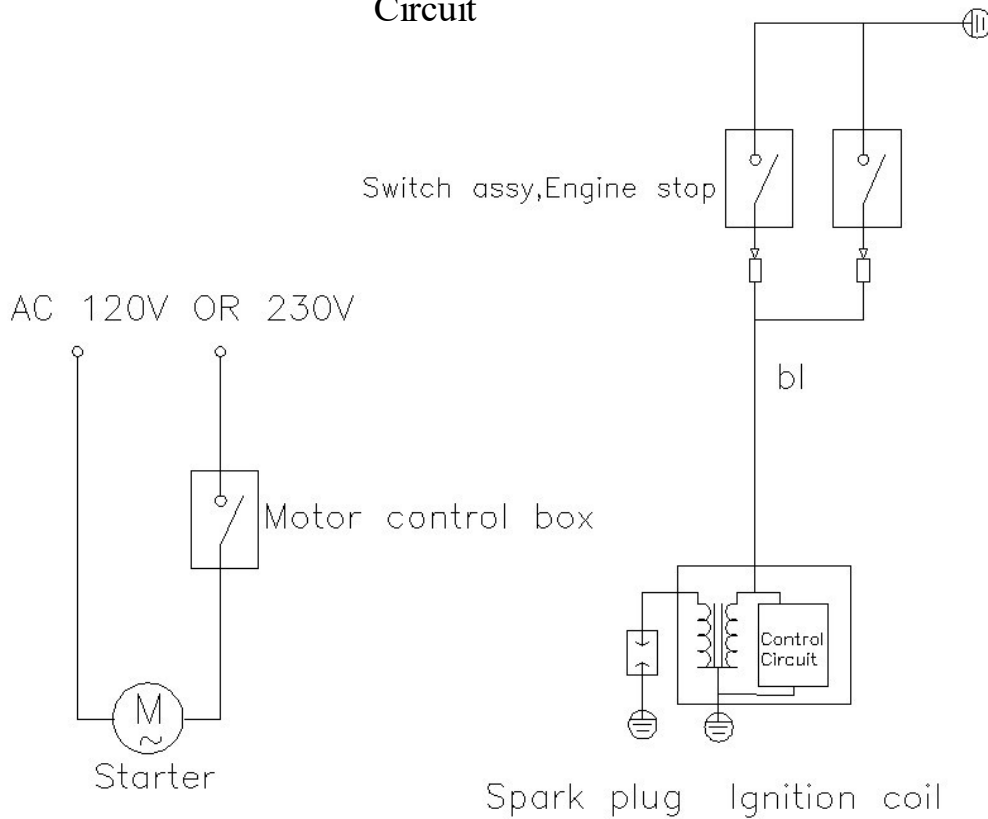 Circuit
Switch assy,Engine stop
AC 120V OR 230V
bl
Motor control box
Control
Circuit
M
Starter
Spark plug Ignition coil